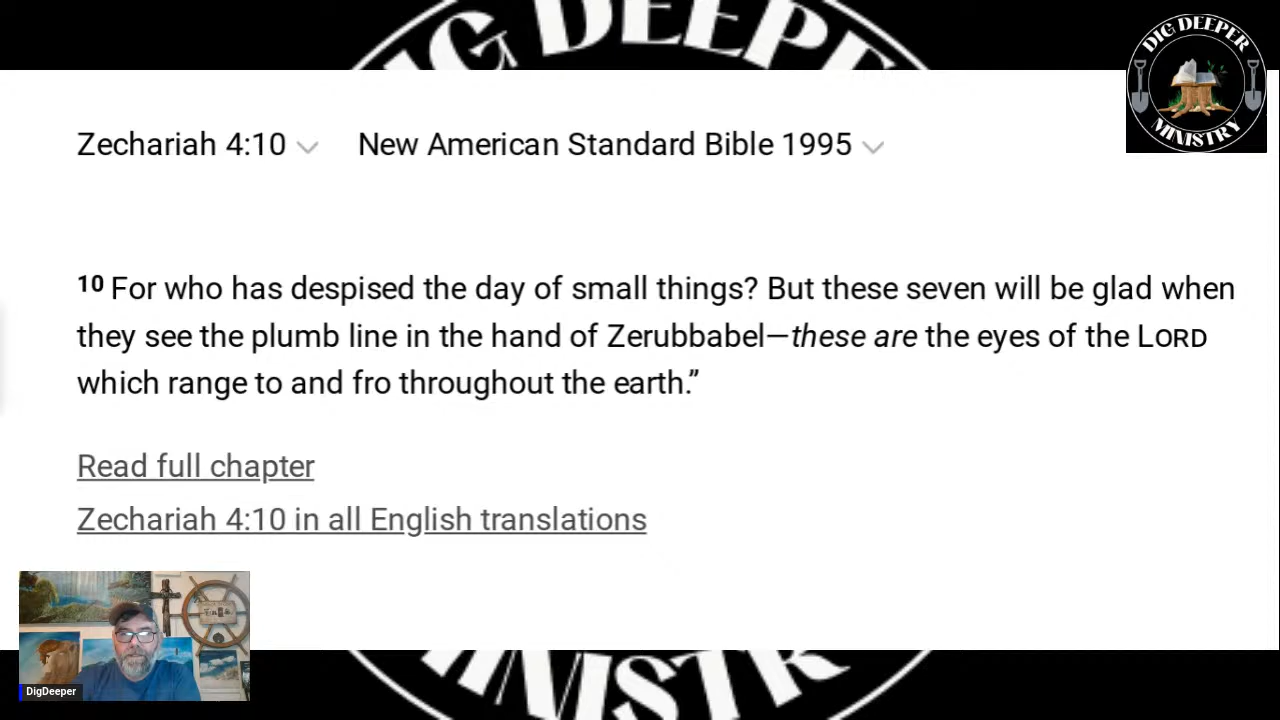 DIG DEEPER
DIG DEEPER
MINISTRY
Zechariah 4:10 New American Standard Bible 1995
10 For who has despised the day of small things? But these seven will be glad when
they see the plumb line in the hand of Zerubbabel—these are the eyes of the LORD
which range to and fro throughout the earth.”
Read full chapter
Zechariah 4:10 in all English translations
DigDeeper